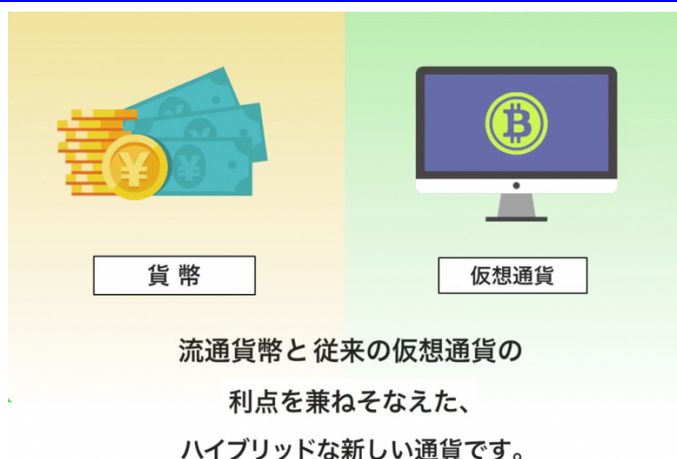 貨幣
仮想通貨
流通貨幣と従来の仮想通貨の
利点を兼ねそなえた、
ハイブリッドな新しい通貨です。